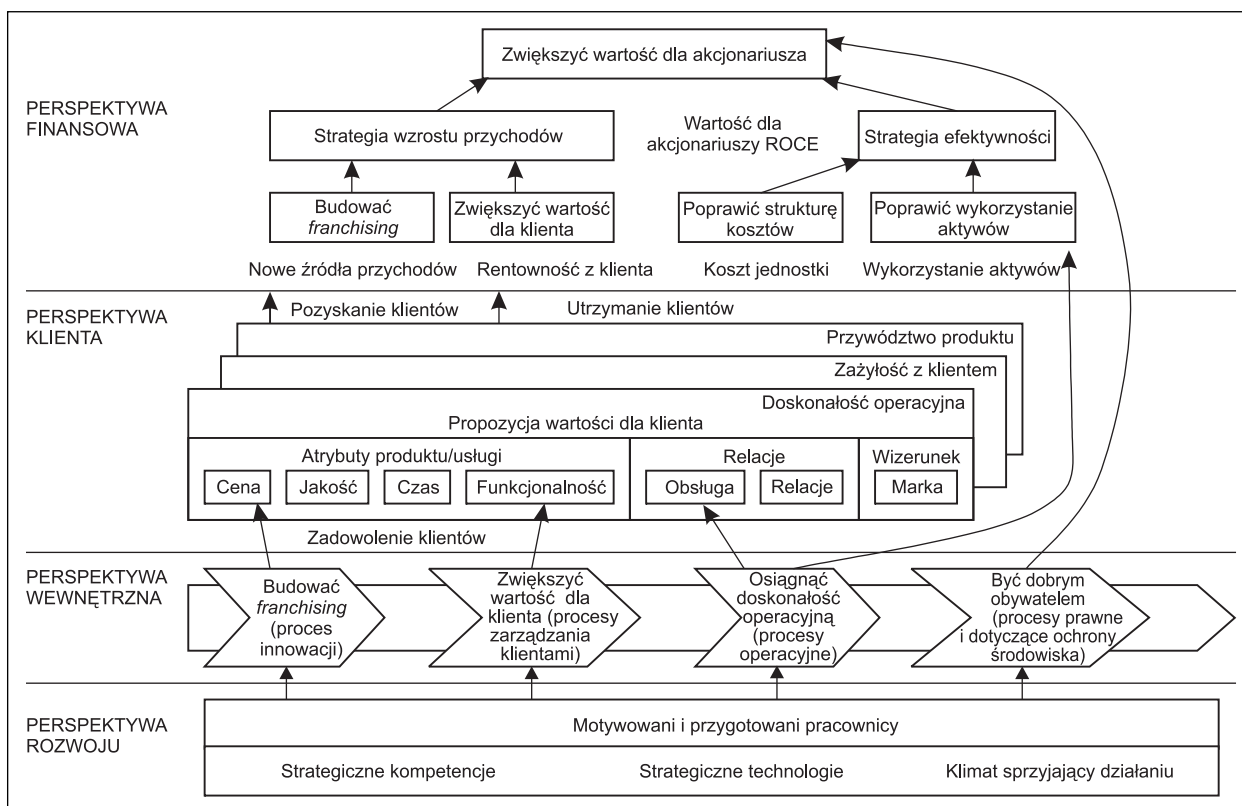 Zwiększyć wartość dla akcjonariusza
PERSPEKTYWA
FINANSOWA
Strategia wzrostu przychodów
Wartość dla
akcjonariuszy ROCE
Strategia efektywności
Budować
franchising
Zwiększyć wartość
dla klienta
Poprawić strukturę
kosztów
Poprawić wykorzystanie
aktywów
Nowe źródła przychodów
Rentowność z klienta
Koszt jednostki
Wykorzystanie aktywów
PERSPEKTYWA
KLIENTA
Pozyskanie klientów
Utrzymanie klientów
Przywództwo produktu
Zażyłość z klientem
Doskonałość operacyjna
Propozycja wartości dla klienta
Atrybuty produktu/usługi
Relacje
Wizerunek
Cena
Jakość
Czas
Funkcjonalność
Obsługa
Relacje
Marka
Zadowolenie klientów
PERSPEKTYWA
WEWNĘTRZNA
Budować
franchising
(proces
innowacji)
Zwiększyć
wartość dla
klienta (procesy
zarządzania
klientami)
Osiągnąć
doskonałość
operacyjną
(procesy
operacyjne)
Być dobrym
obywatelem
(procesy prawne
i dotyczące ochrony
środowiska)
PERSPEKTYWA
ROZWOJU
Motywowani i przygotowani pracownicy
Strategiczne kompetencje
Strategiczne technologie
Klimat sprzyjający działaniu